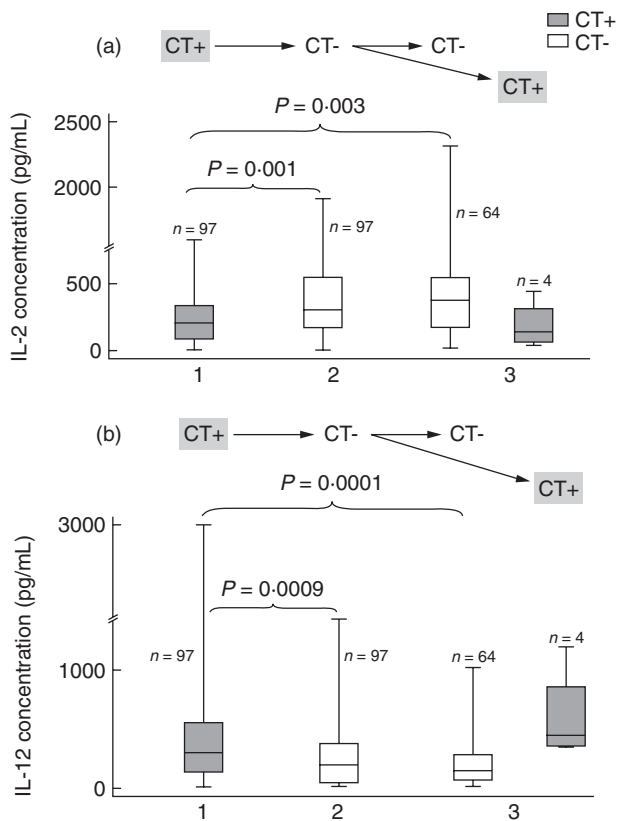 CT+
CT-
(a) CT+ CT- CT-
CT+
P = 0·003
P = 0·001
n = 97
n = 97
n = 64
n = 4
IL-2 concentration (pg/mL)
2500
2000
500
0
1 2 3
(b) CT+ CT- CT-
CT+
P = 0·0001
P = 0·0009
n = 97
n = 97
n = 64
n = 4
IL-12 concentration (pg/mL)
3000
1000
0
1 2 3